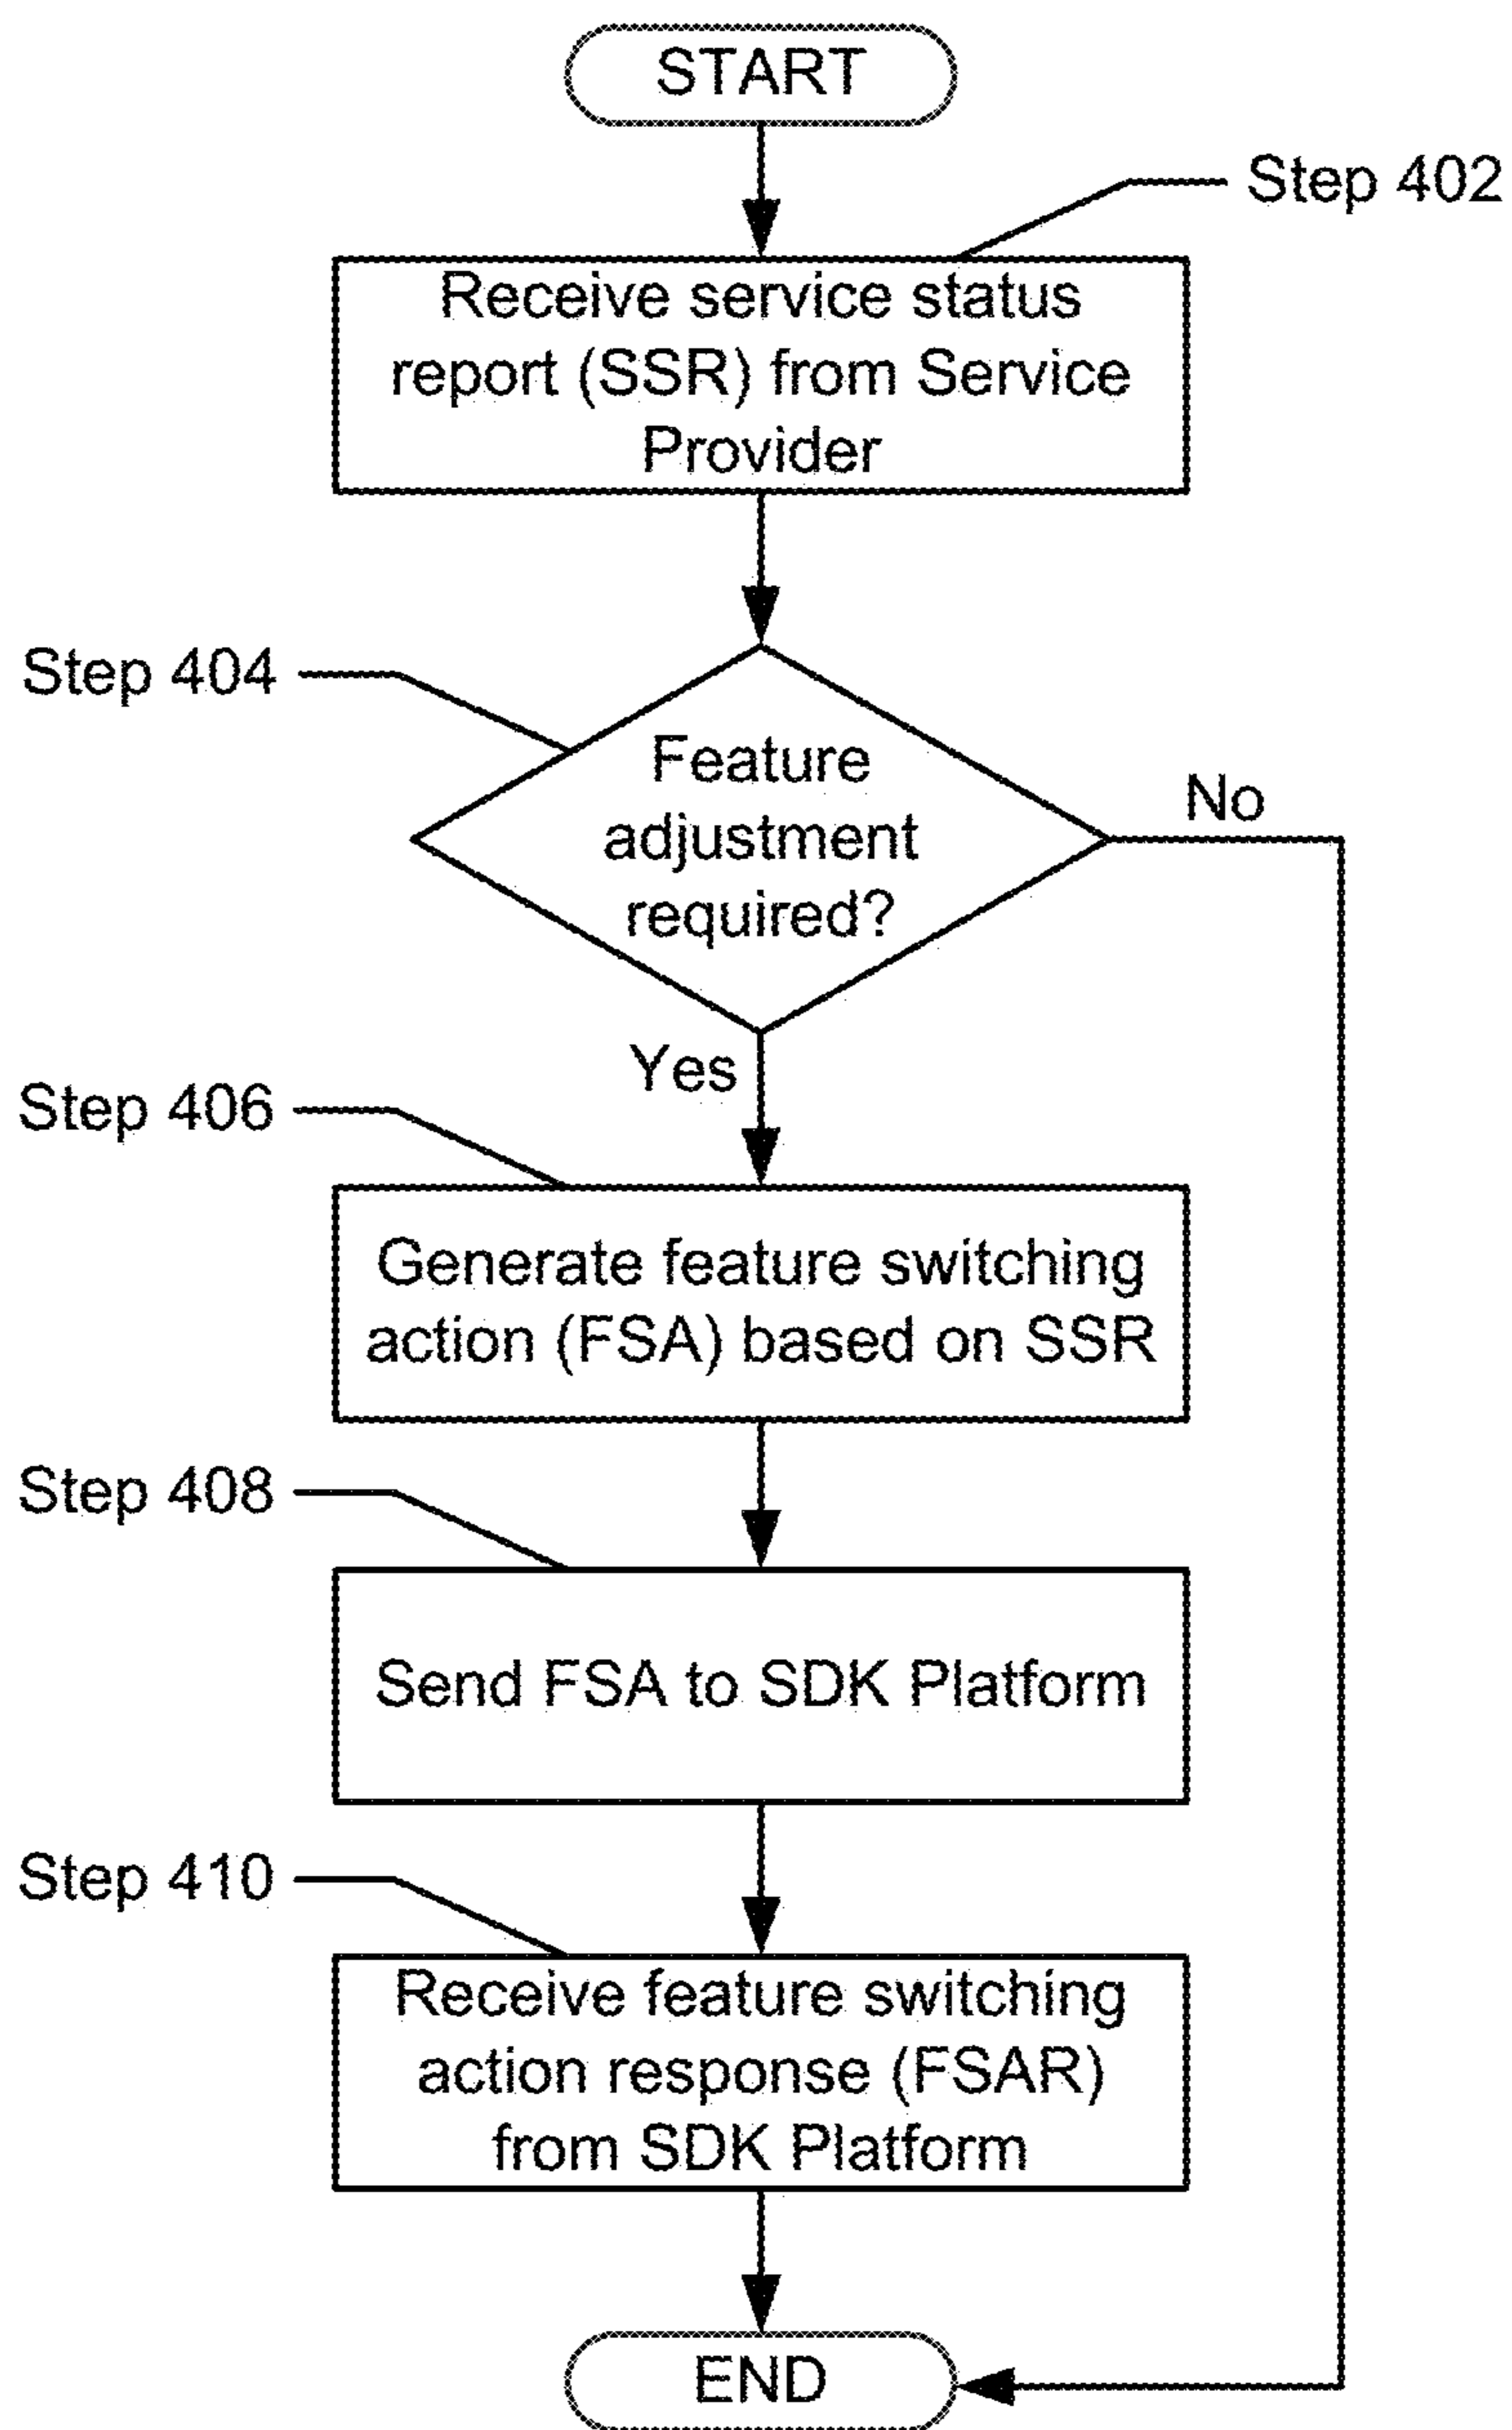 START
Step 402
Receive service status
report (SSR) from Service
Provider
Step 404
Feature
adjustment
required?
No
Yes
Step 406
Generate feature switching
action (FSA) based on SSR
Step 408
Send FSA to SDK Platform
Step 410
Receive feature switching
action response (FSAR)
from SDK Platform
END